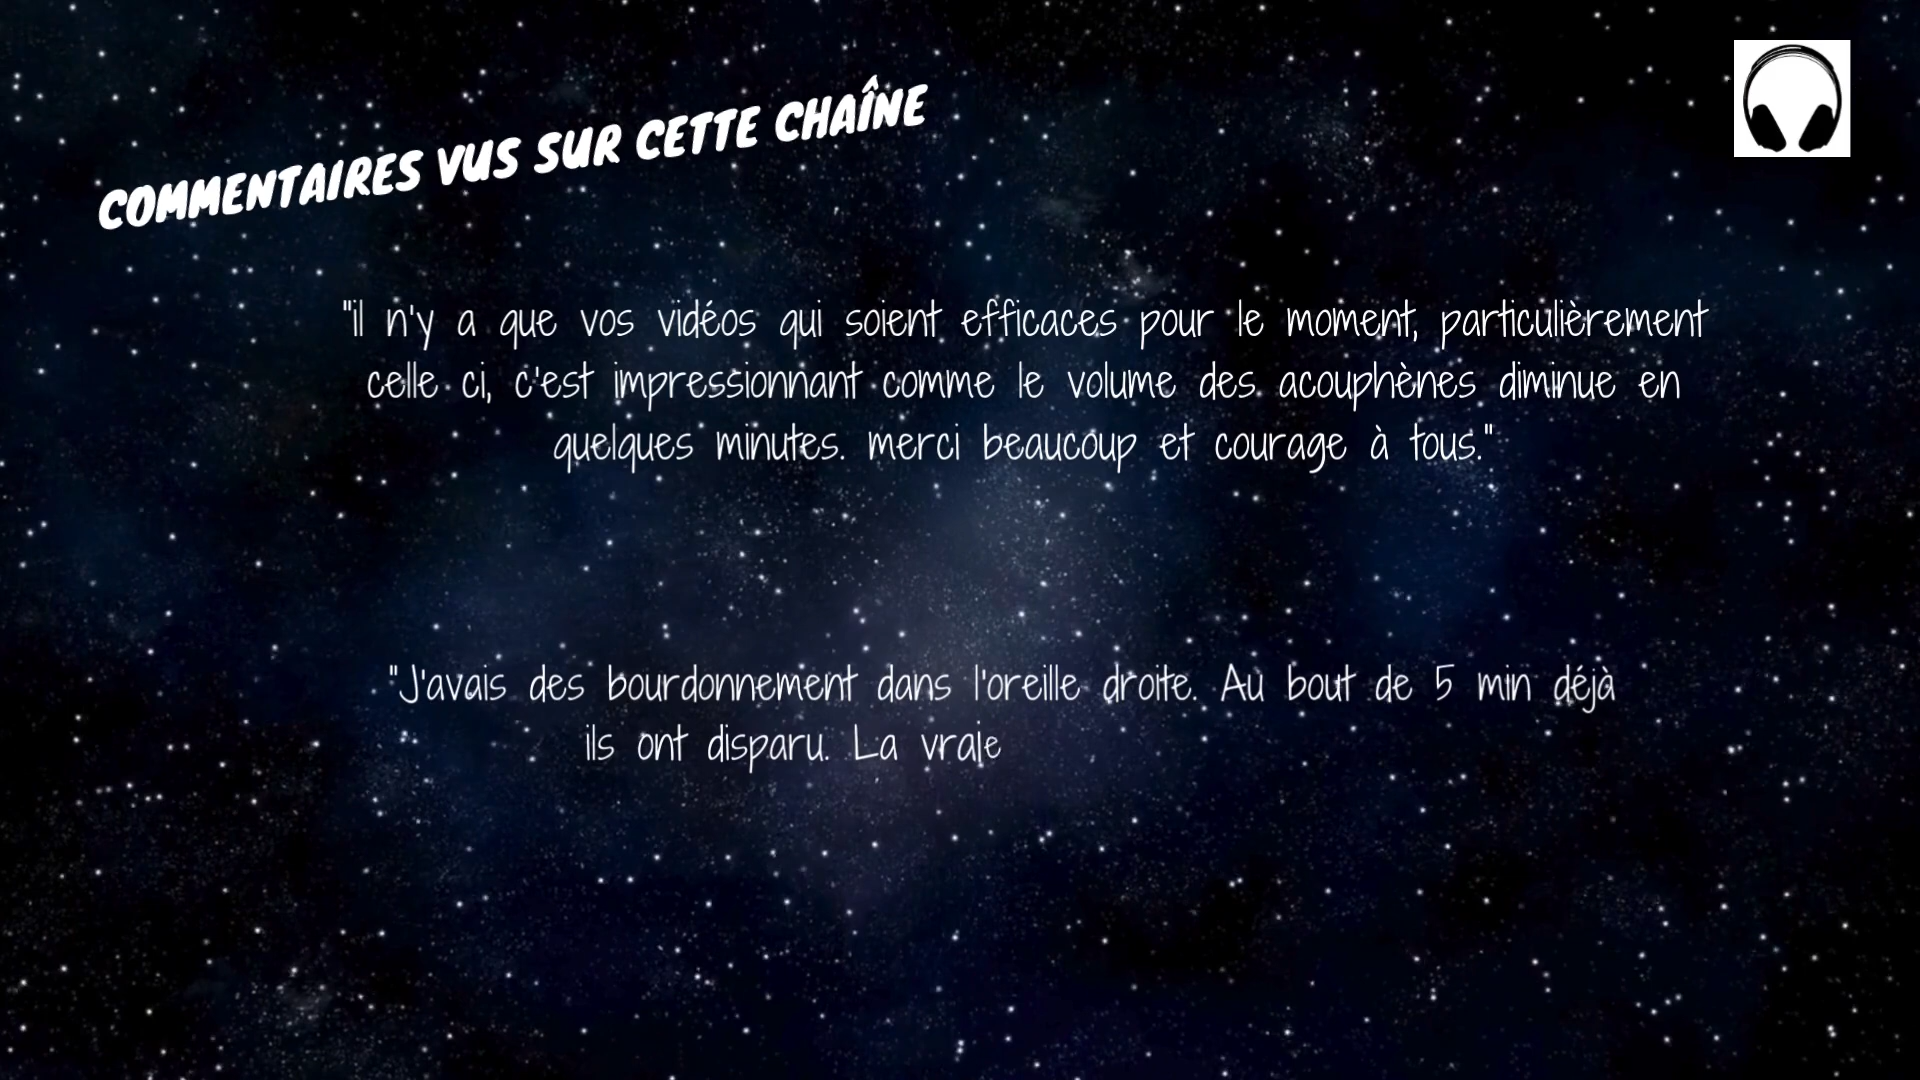 COMMENTAIRES VUS SUR CETTE CHAÎNE
"il n'y a que vos vidéos qui soient efficaces pour le moment, particulièrement
celle ci, c'est impressionnant comme le volume des acouphènes diminue en
quelques minutes. merci beaucoup et courage à tous."
"J'avais des bourdonnement dans l'oreille droite. Au bout de 5 min déjà
ils ont disparu. La vraie